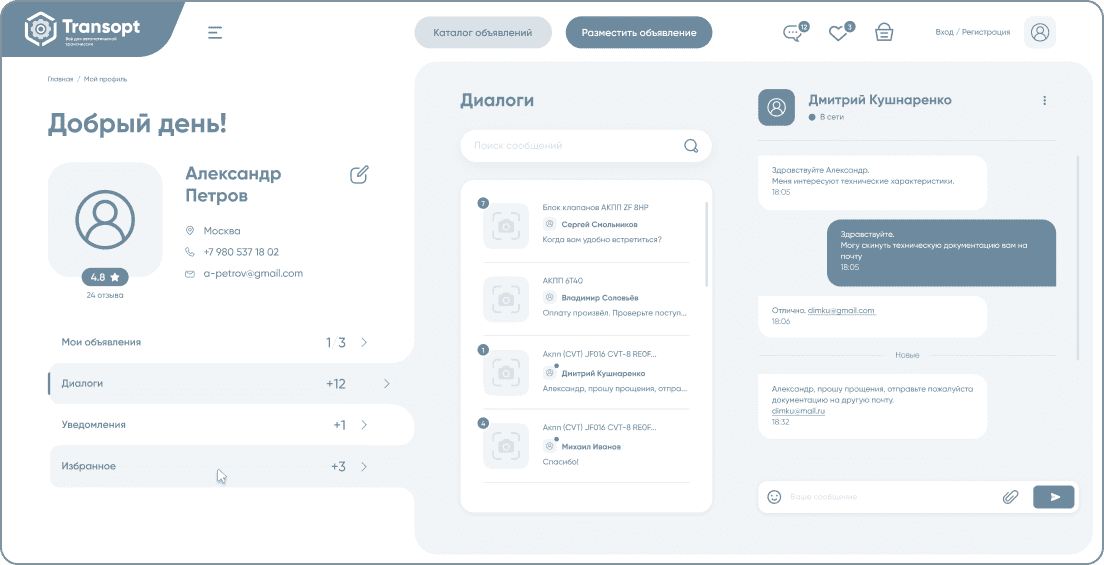 Transopt
Всё для автоматической
трансмиссии
Каталог объявлений
Разместить объявление
12
3
Вход / Регистрация
Главная / Мой профиль
Добрый день!
Александр
Петров
Москва
+7 980 537 18 02
a-petrov@gmail.com
4.8
24 отзыва
Мои объявления
1/3
Диалоги
+12
Уведомления
+1
Избранное
+3
Диалоги
Поиск сообщений
7
Блок клапанов АКПП ZF 8HP
Сергей Смольников
Когда вам удобно встретиться?
АКПП 6T40
Владимир Соловьёв
Оплату произвёл. Проверьте поступ...
1
Акпп (CVT) JF016 CVT-8 RE0F...
Дмитрий Кушнаренко
Александр, прошу прощения, отпра...
4
Акпп (CVT) JF016 CVT-8 RE0F...
Михаил Иванов
Спасибо!
Дмитрий Кушнаренко
В сети
Здравствуйте Александр.
Меня интересуют технические характеристики.
18:05
Здравствуйте.
Могу скинуть техническую документацию вам на
почту
18:05
Отлично. dimku@gmail.com
18:06
Новые
Александр, прошу прощения, отправьте пожалуйста
документацию на другую почту.
dimku@mail.ru
18:32
Ваше сообщение